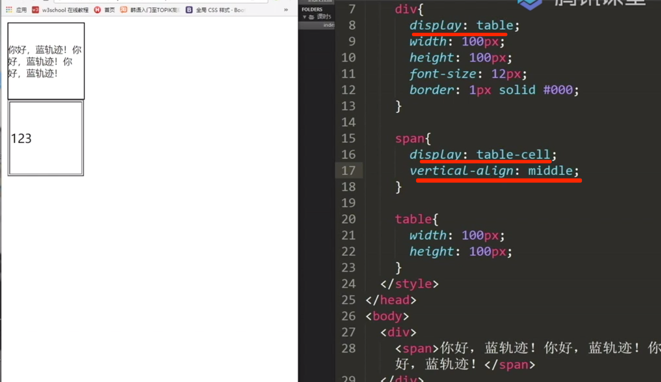 应用 w3school 在线教程 首页 韩语入门至TOPIK 全局 CSS 样式 · Bo
你好，蓝轨迹！你
好，蓝轨迹！你
好，蓝轨迹！
123
腾讯课堂
FOLDERS
7 div{
8 display: table;
9 width: 100px;
10 height: 100px;
11 font-size: 12px;
12 border: 1px solid #000;
13 }
14
15 span{
16 display: table-cell;
17 vertical-align: middle;
18 }
19
20 table{
21 width: 100px;
22 height: 100px;
23 }
24 </style>
25 </head>
26 <body>
27 <div>
28 <span>你好，蓝轨迹！你好，蓝轨迹！你
好，蓝轨迹！</span>
29 </div>